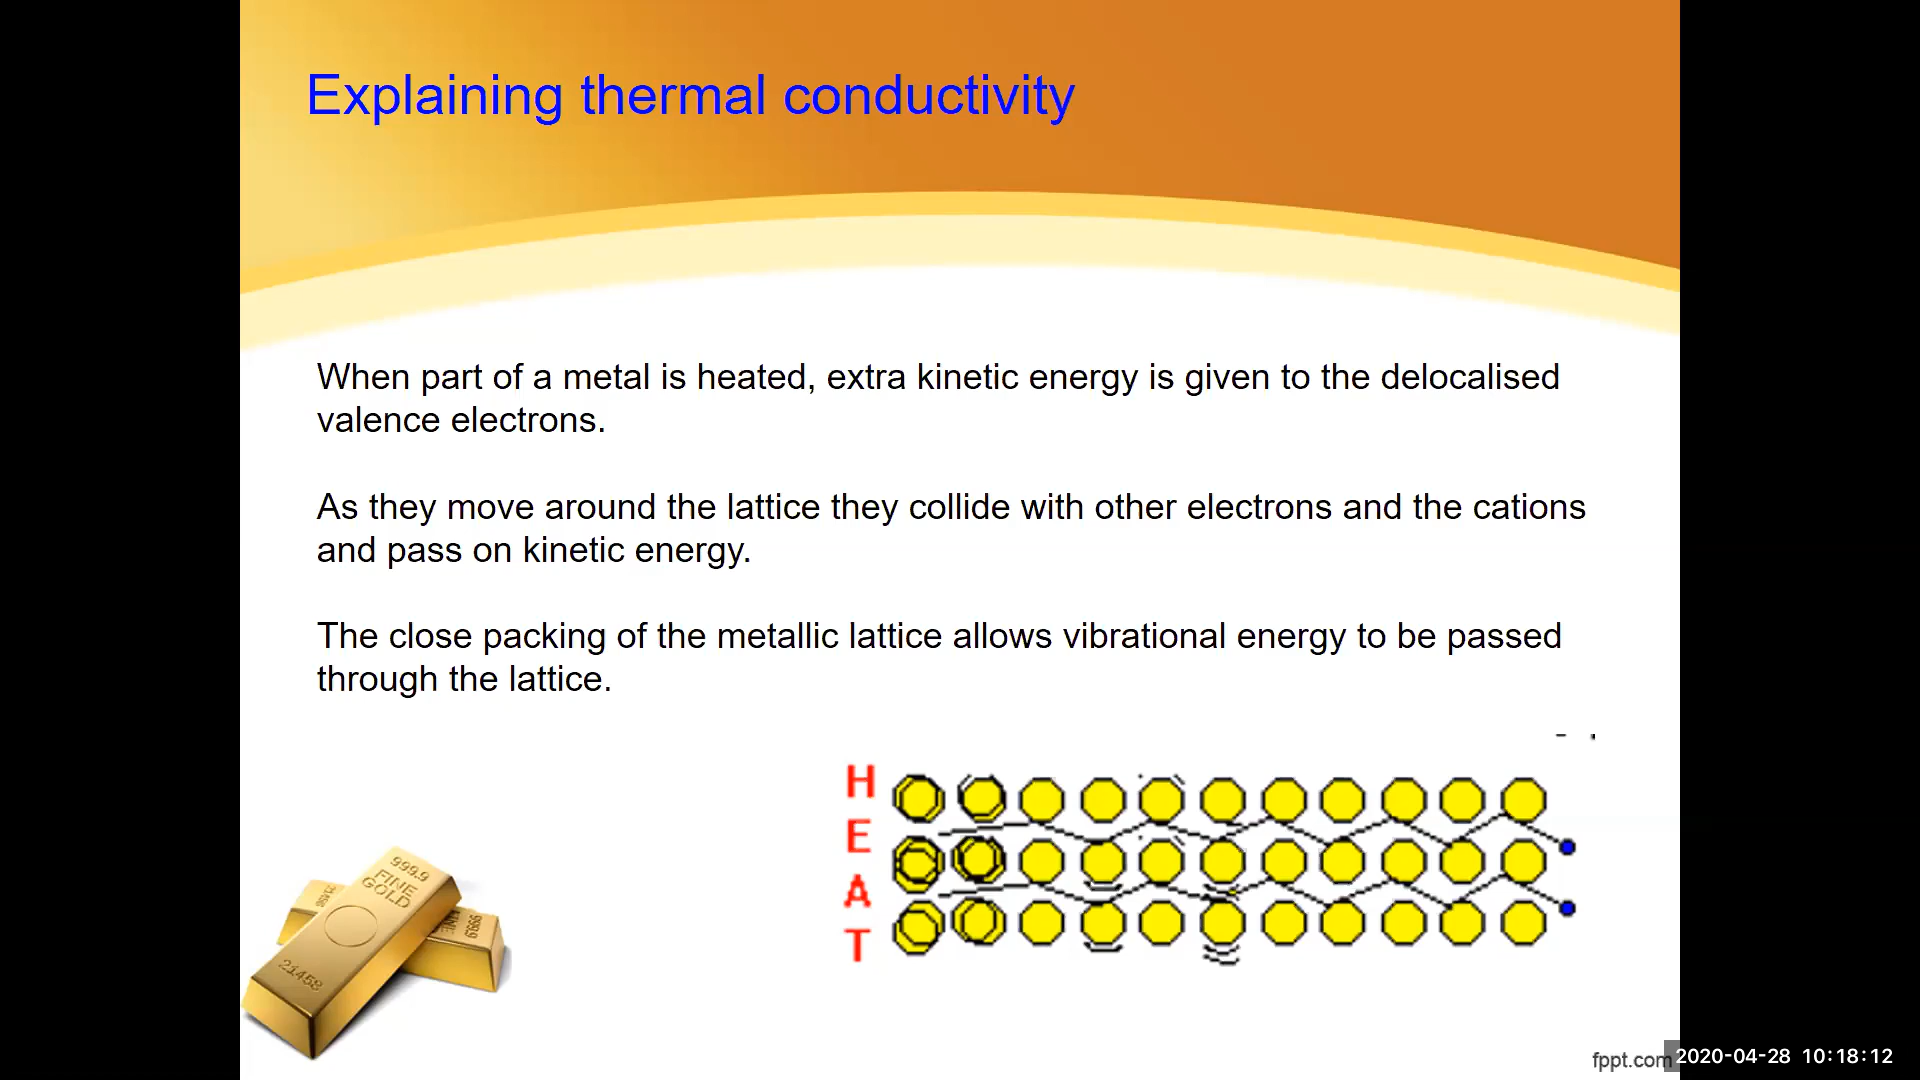 Explaining thermal conductivity
When part of a metal is heated, extra kinetic energy is given to the delocalised
valence electrons.
As they move around the lattice they collide with other electrons and the cations
and pass on kinetic energy.
The close packing of the metallic lattice allows vibrational energy to be passed
through the lattice.
H
E
A
T
999.9
FINE
GOLD
21458
fppt.com
2020-04-28 10:18:12